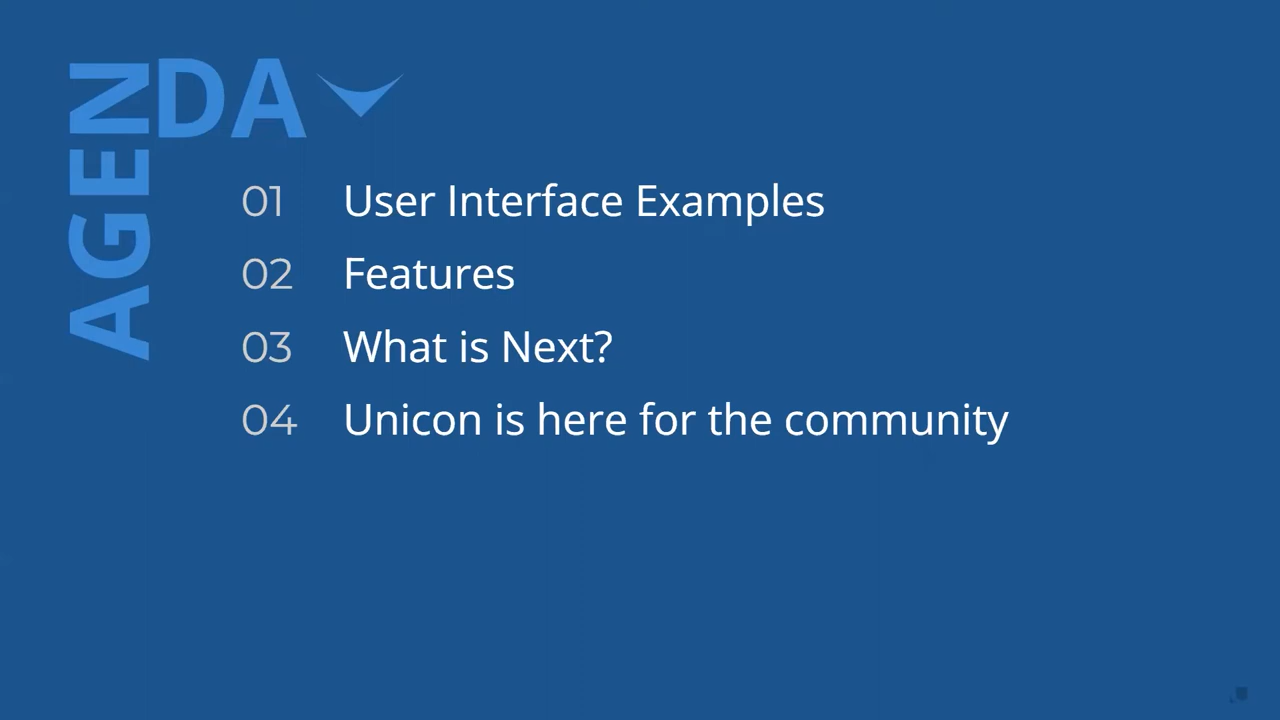 AGENDA
01 User Interface Examples
02 Features
03 What is Next?
04 Unicon is here for the community